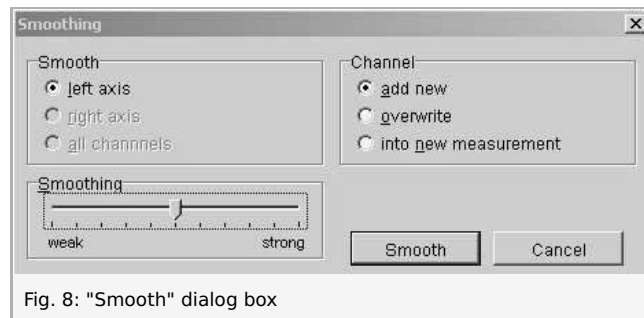 Smoothing
Smooth
left axis
right axis
all channnels
Channel
add new
overwrite
into new measurement
Smoothing
weak strong
Smooth Cancel
Fig. 8: "Smooth" dialog box